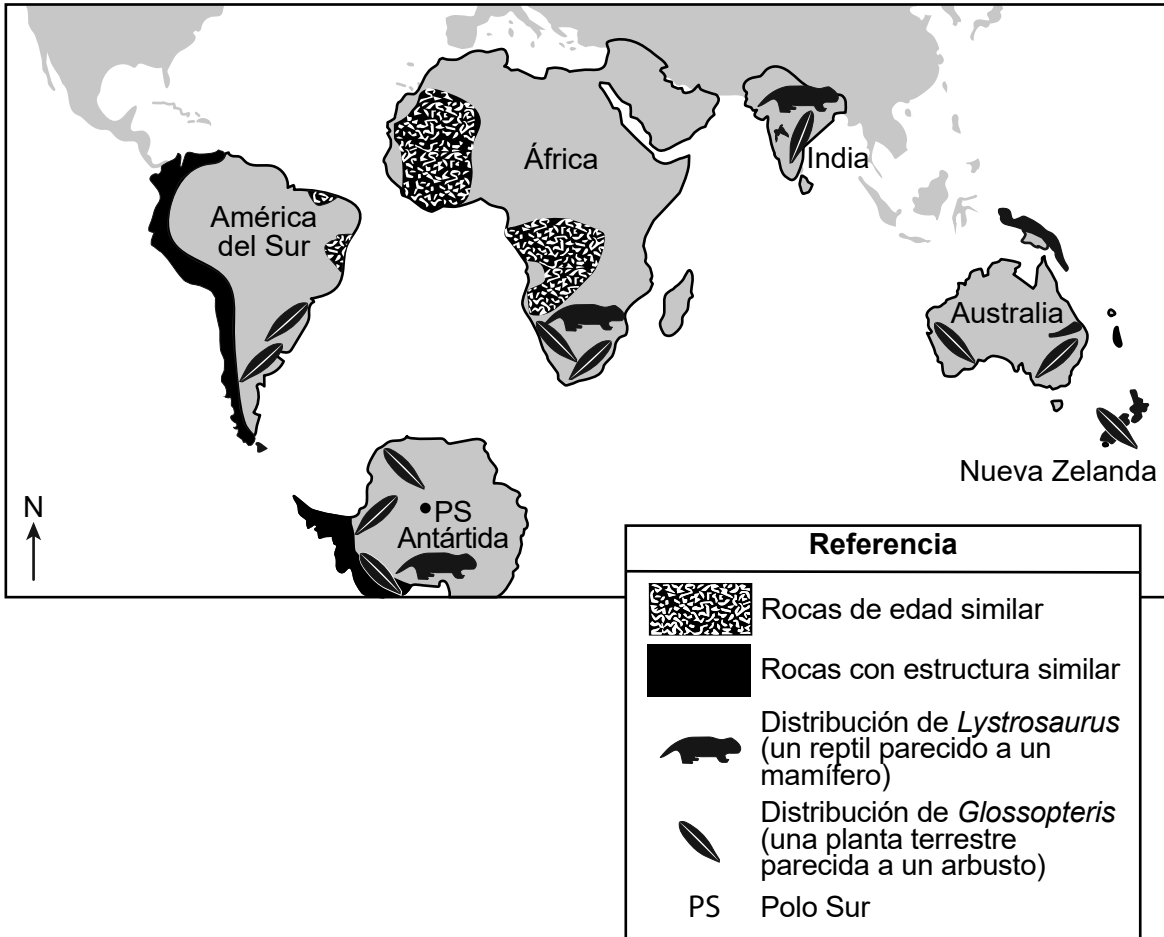 África
India
América
del Sur
Australia
Nueva Zelanda
N
PS
Antártida
Referencia
Rocas de edad similar
Rocas con estructura similar
Distribución de Lystrosaurus
(un reptil parecido a un
mamífero)
Distribución de Glossopteris
(una planta terrestre
parecida a un arbusto)
PS Polo Sur